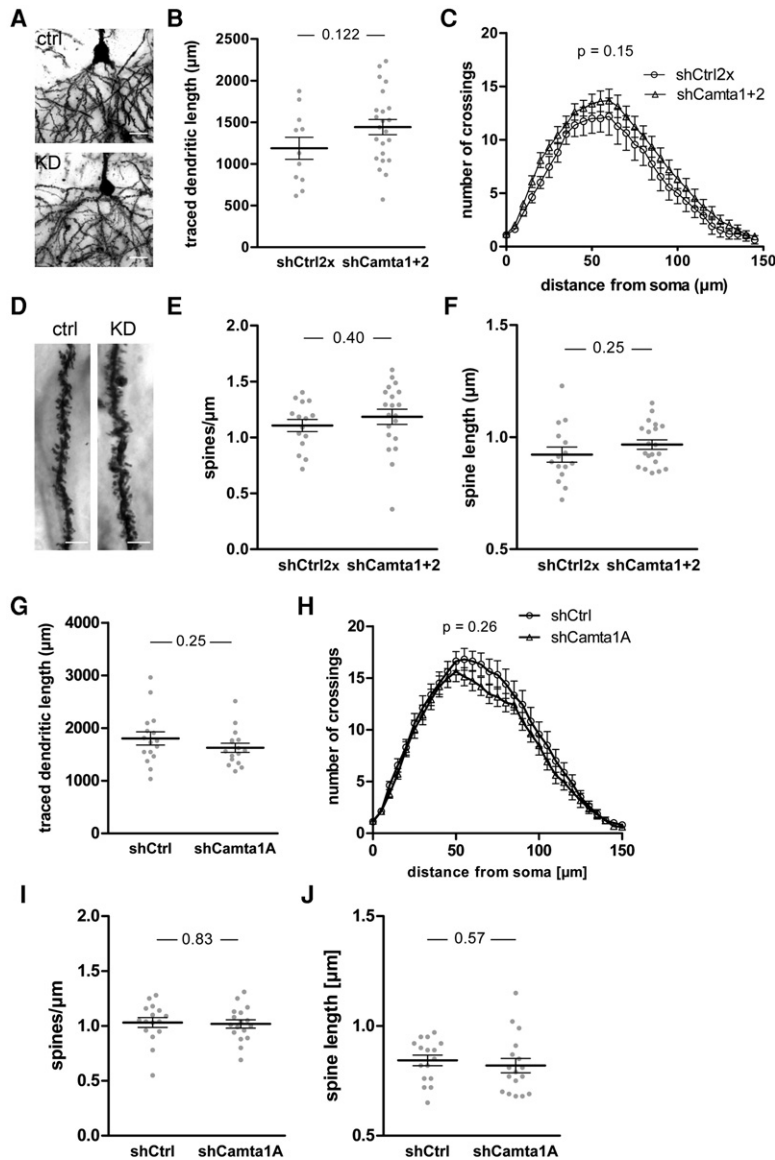 A
ctrl
KD
B
traced dendritic length (µm)
2500
2000
1500
1000
500
0
0.122
shCtrl2x shCamta1+2
C
number of crossings
20
15
10
5
0
p = 0.15
shCtrl2x
shCamta1+2
0 50 100 150
distance from soma (µm)
D
ctrl KD
E
spines/µm
2.0
1.5
1.0
0.5
0.0
0.40
shCtrl2x shCamta1+2
F
spine length (µm)
1.5
1.0
0.5
0.25
shCtrl2x shCamta1+2
G
traced dendritic length (µm)
4000
3000
2000
1000
0
0.25
shCtrl shCamta1A
H
number of crossings
20
15
10
5
0
p = 0.26
shCtrl
shCamta1A
0 50 100 150
distance from soma [µm]
I
spines/µm
2.0
1.5
1.0
0.5
0.0
0.83
shCtrl shCamta1A
J
spine length [µm]
1.5
1.0
0.5
0.57
shCtrl shCamta1A